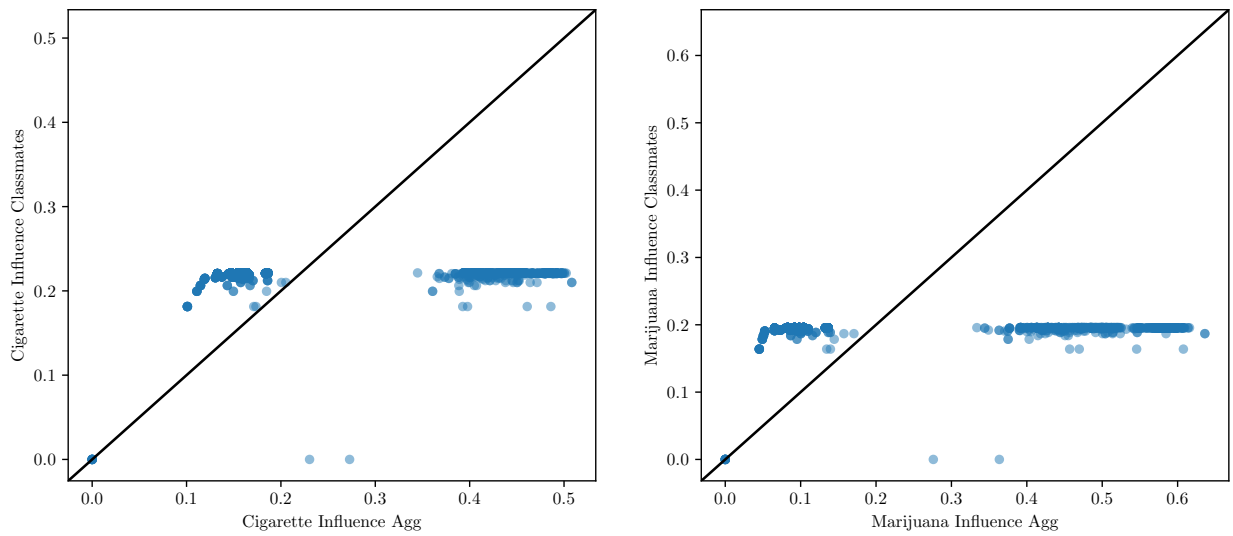 0.5
0.4
0.3
0.2
0.1
0.0
Cigarette Influence Classmates
0.0 0.1 0.2 0.3 0.4 0.5
Cigarette Influence Agg
0.6
0.5
0.4
0.3
0.2
0.1
0.0
Marijuana Influence Classmates
0.0 0.1 0.2 0.3 0.4 0.5 0.6
Marijuana Influence Agg